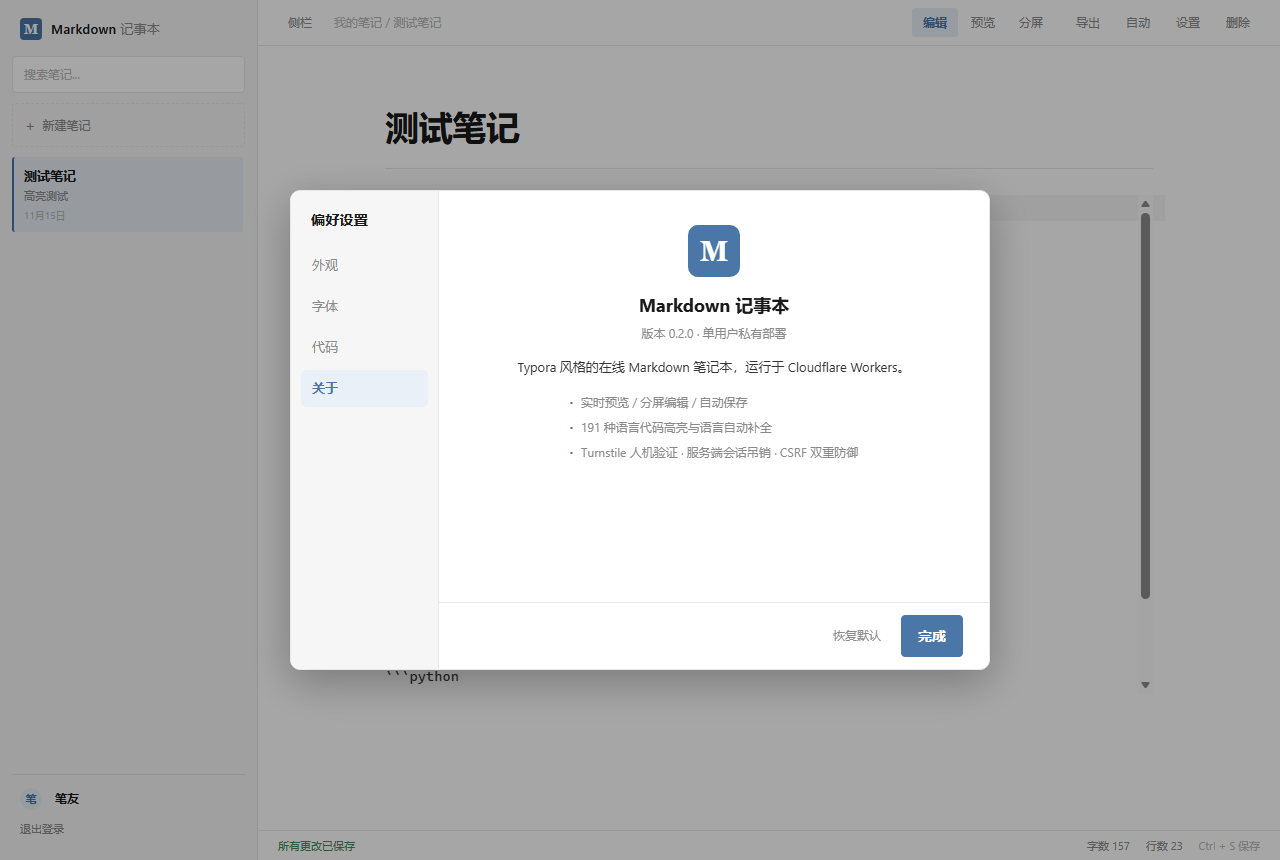 M Markdown 记事本
搜索笔记...
+ 新建笔记
测试笔记
高亮测试
11月15日
笔 笔友
退出登录
侧栏 我的笔记 / 测试笔记 编辑 预览 分屏 导出 自动 设置 删除
测试笔记
偏好设置
外观
字体
代码
关于
M
Markdown 记事本
版本 0.2.0 · 单用户私有部署
Typora 风格的在线 Markdown 笔记本，运行于 Cloudflare Workers。
· 实时预览 / 分屏编辑 / 自动保存
· 191 种语言代码高亮与语言自动补全
· Turnstile 人机验证 · 服务端会话吊销 · CSRF 双重防御
恢复默认 完成
```python
所有更改已保存 字数 157 行数 23 Ctrl + S 保存